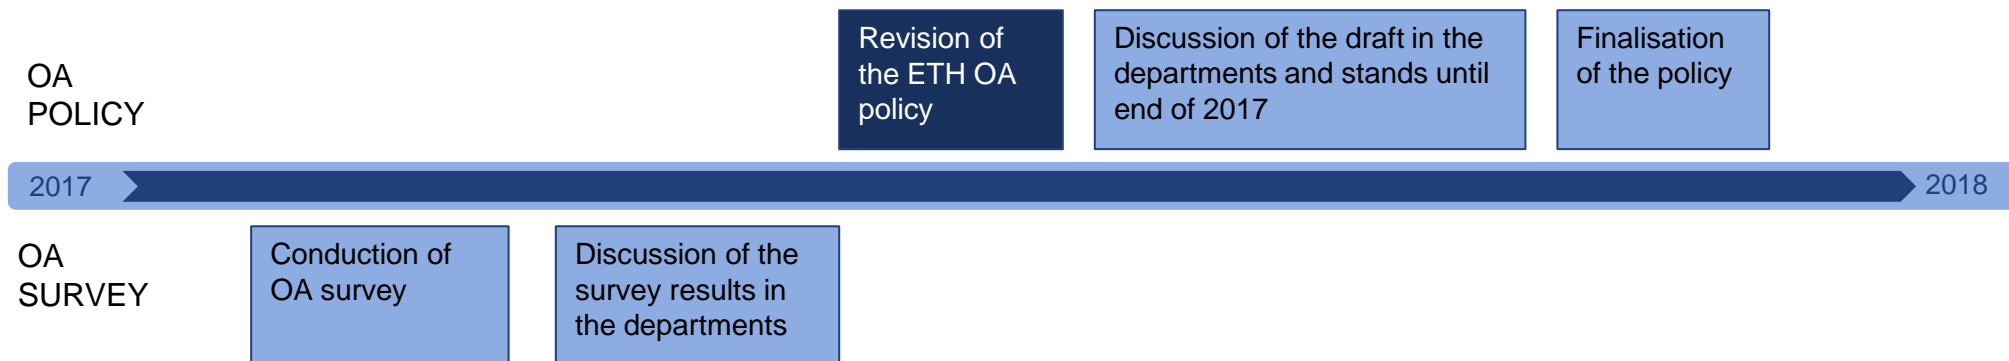 OA
POLICY
Revision of
the ETH OA
policy
Discussion of the draft in the
departments and stands until
end of 2017
Finalisation
of the policy
2017
2018
OA
SURVEY
Conduction of
OA survey
Discussion of the
survey results in
the departments